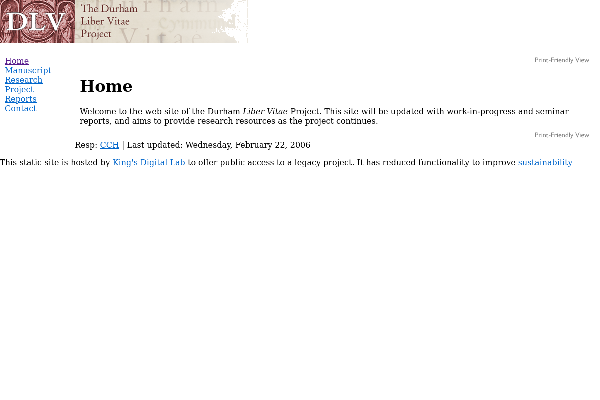 DLV
The Durham
Liber Vitae
Project
Home
Manuscript
Research
Project
Reports
Contact
Print-Friendly View
Home
Welcome to the web site of the Durham Liber Vitae Project. This site will be updated with work-in-progress and seminar
reports, and aims to provide research resources as the project continues.
Print-Friendly View
Resp: CCH | Last updated: Wednesday, February 22, 2006
This static site is hosted by King's Digital Lab to offer public access to a legacy project. It has reduced functionality to improve sustainability